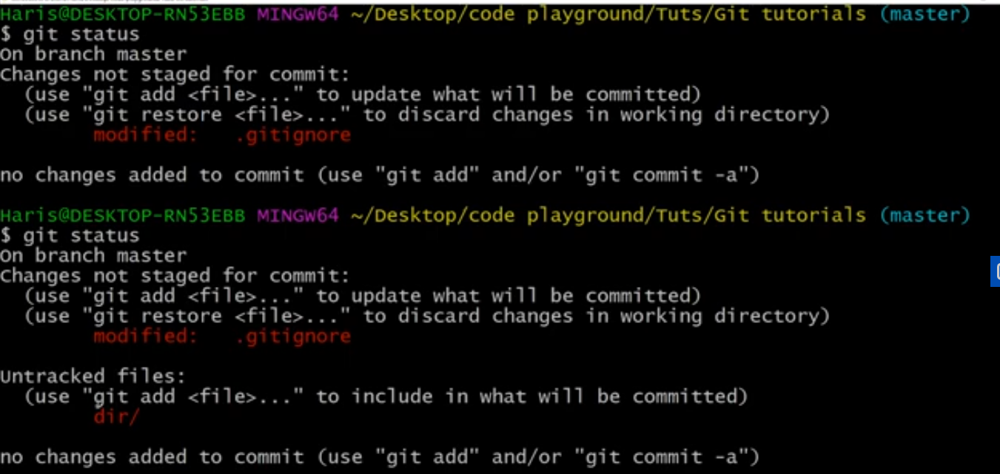 Haris@DESKTOP-RN53EBB MINGW64 ~/Desktop/code playground/Tuts/Git tutorials (master)
$ git status
On branch master
Changes not staged for commit:
  (use "git add <file>..." to update what will be committed)
  (use "git restore <file>..." to discard changes in working directory)
        modified:   .gitignore

no changes added to commit (use "git add" and/or "git commit -a")

Haris@DESKTOP-RN53EBB MINGW64 ~/Desktop/code playground/Tuts/Git tutorials (master)
$ git status
On branch master
Changes not staged for commit:
  (use "git add <file>..." to update what will be committed)
  (use "git restore <file>..." to discard changes in working directory)
        modified:   .gitignore

Untracked files:
  (use "git add <file>..." to include in what will be committed)
        dir/

no changes added to commit (use "git add" and/or "git commit -a")